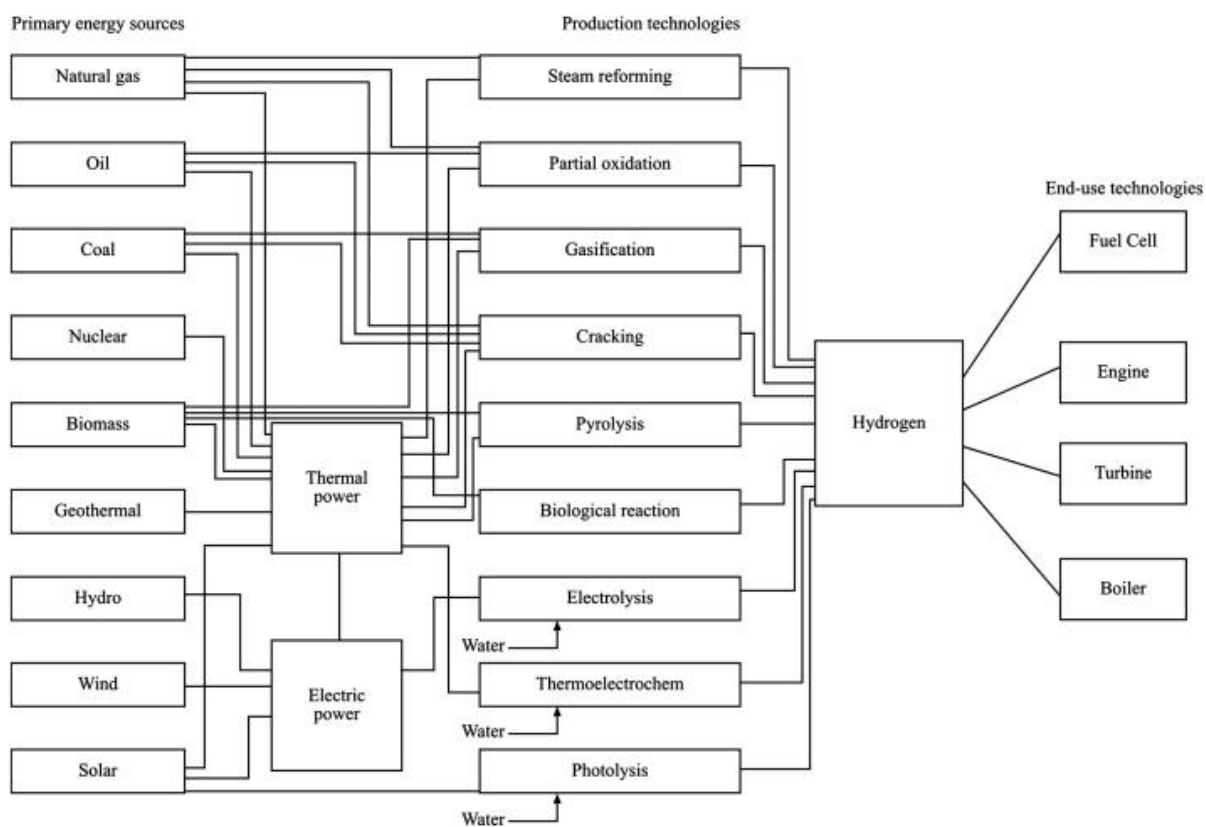 Primary energy sources
Production technologies
Natural gas
Steam reforming
Oil
Partial oxidation
End-use technologies
Fuel Cell
Coal
Gasification
Nuclear
Cracking
Engine
Biomass
Pyrolysis
Hydrogen
Thermal
power
Turbine
Geothermal
Biological reaction
Hydro
Electrolysis
Boiler
Water
Wind
Thermoelectrochem
Electric
power
Water
Solar
Photolysis
Water